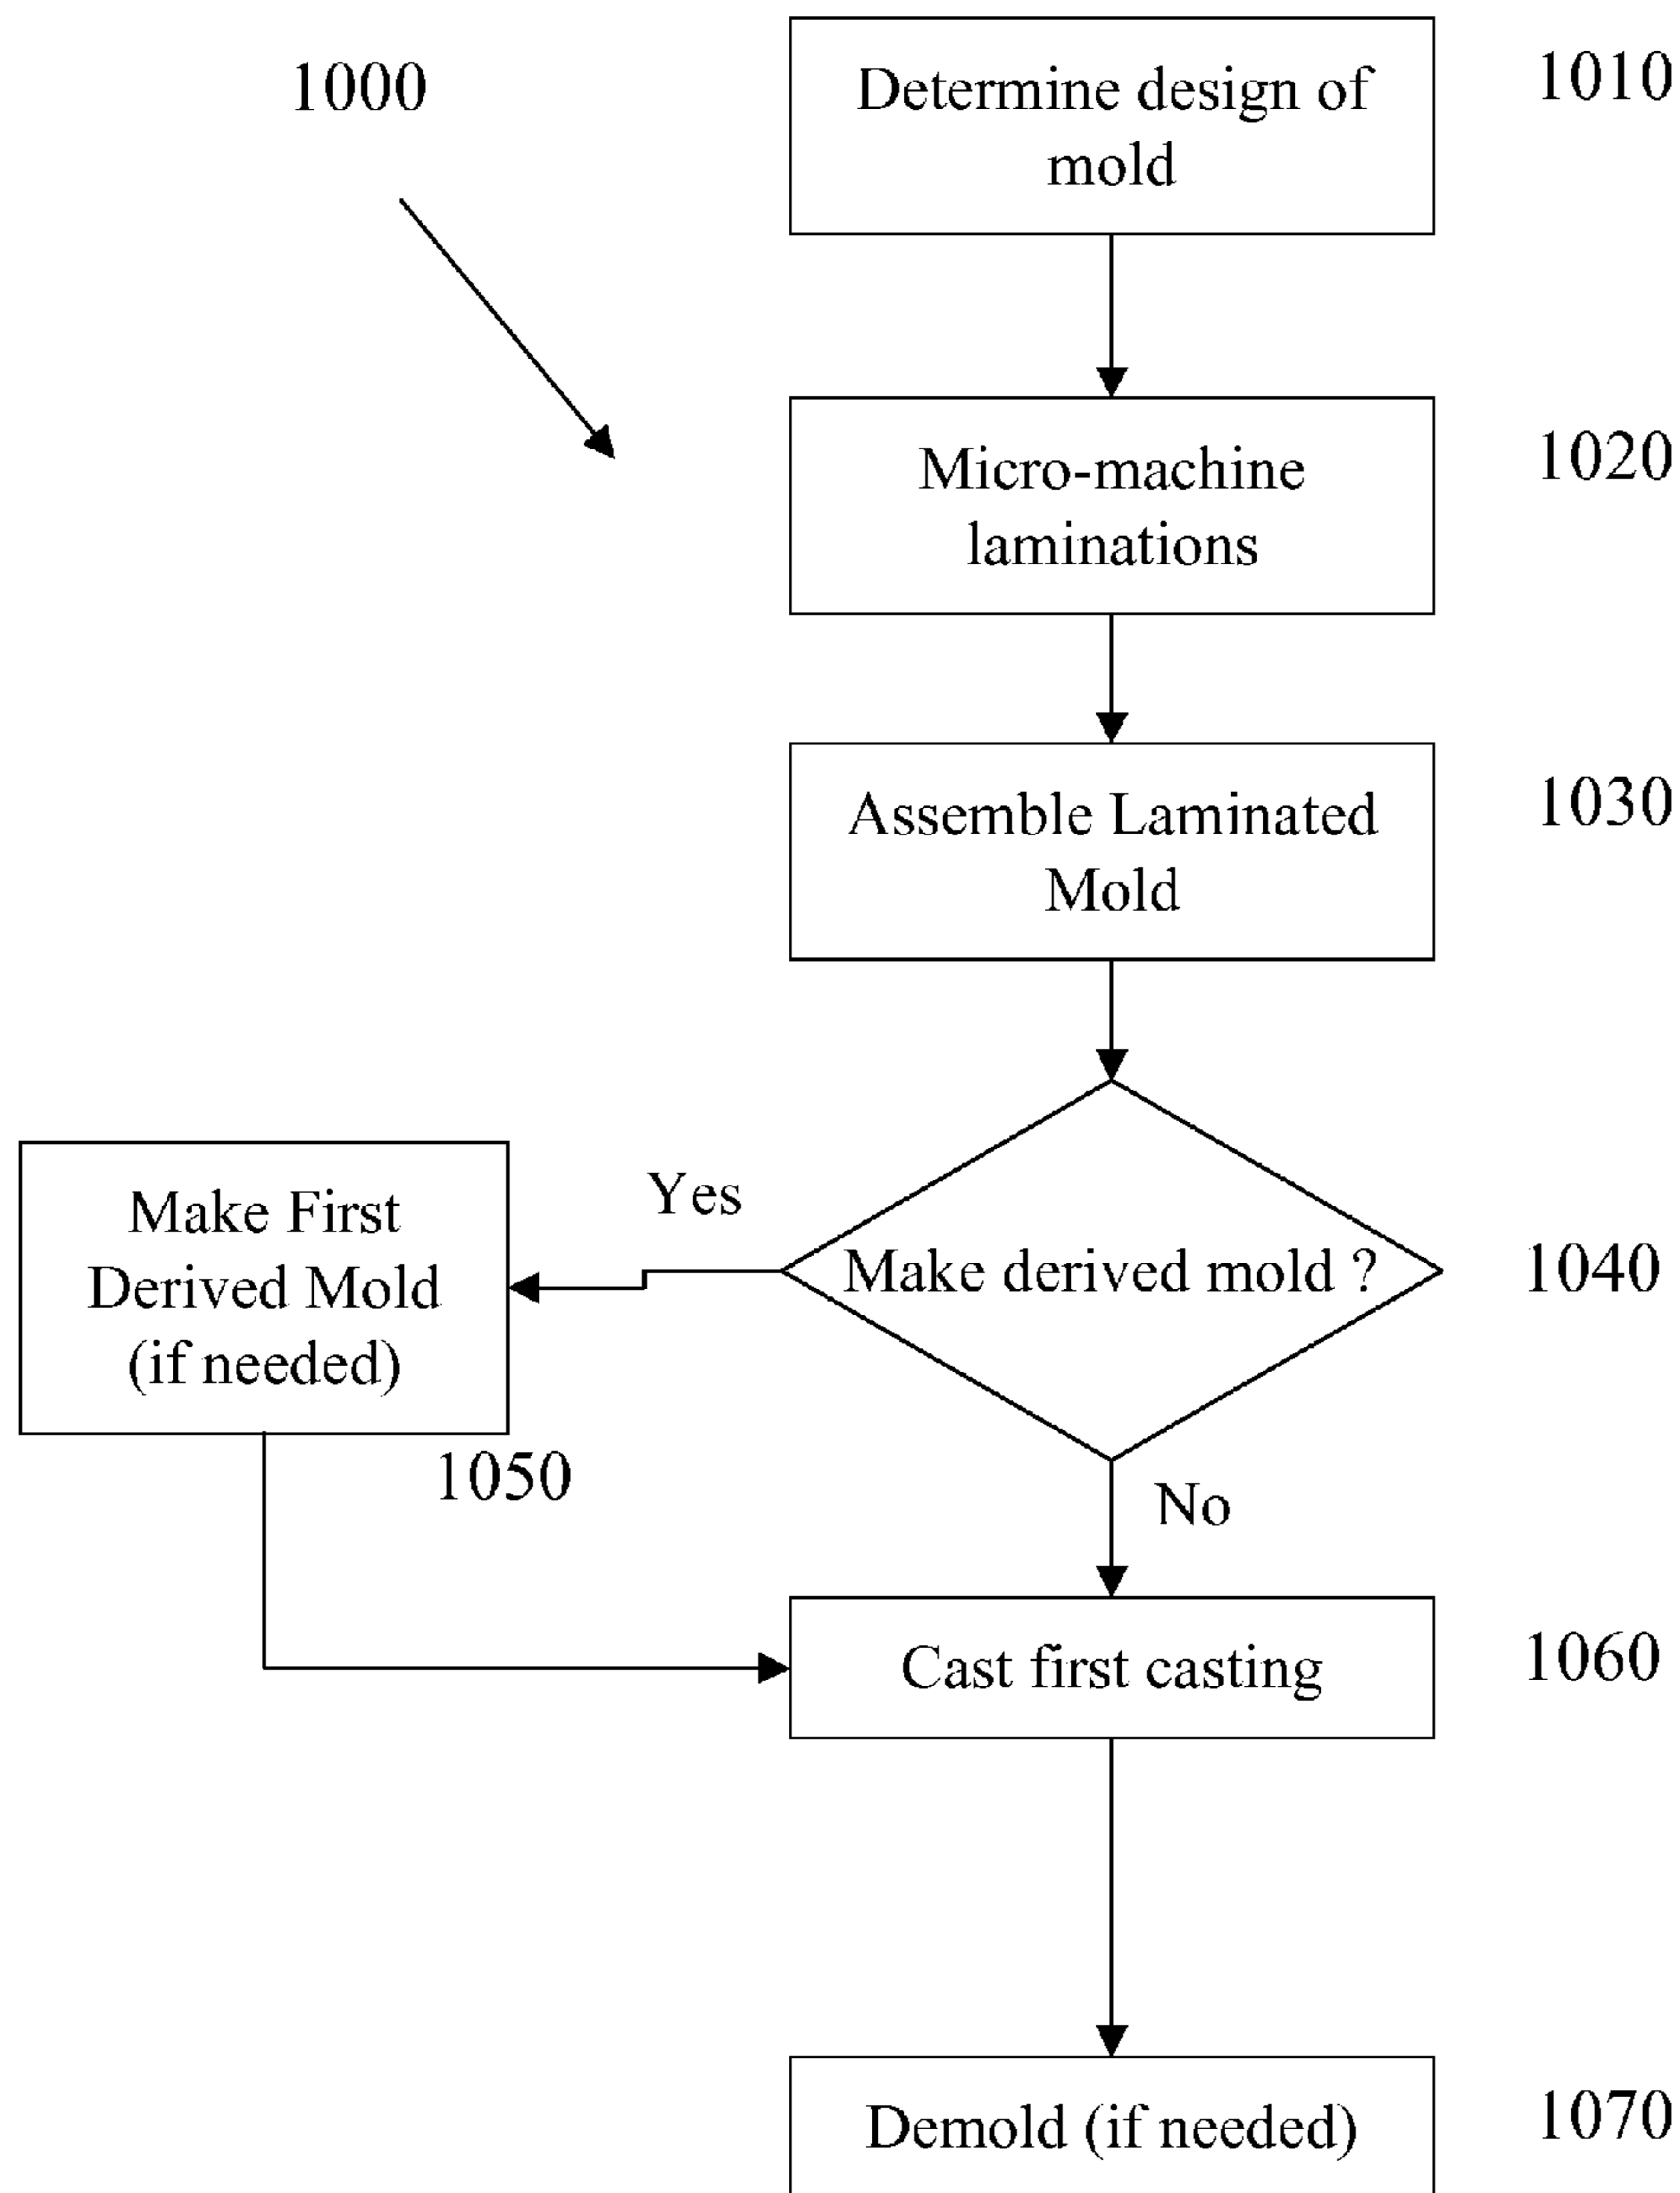 1000
Determine design of
mold
1010
Micro-machine
laminations
1020
Assemble Laminated
Mold
1030
Make derived mold ?
1040
Yes
Make First
Derived Mold
(if needed)
1050
No
Cast first casting
1060
Demold (if needed)
1070